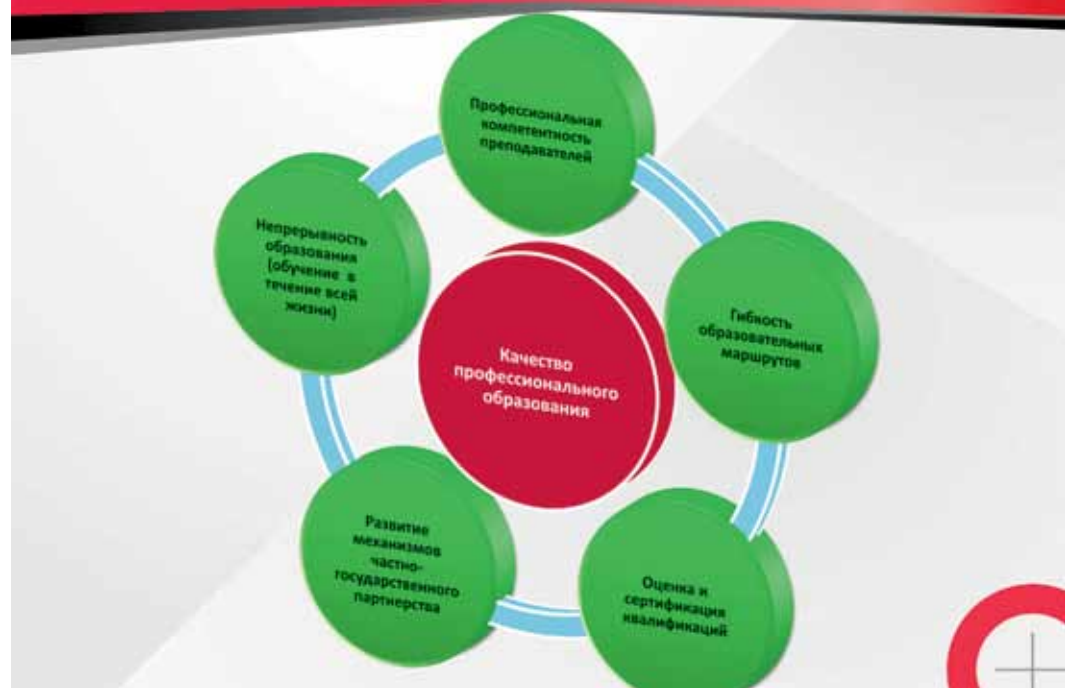 Профессиональная
компетентность
преподавателей
Непрерывность
образования
(обучение в
течение всей
жизни)
Гибкость
образовательных
маршрутов
Качество
профессионального
образования
Развитие
механизмов
частно-
государственного
партнерства
Оценка и
сертификация
квалификаций